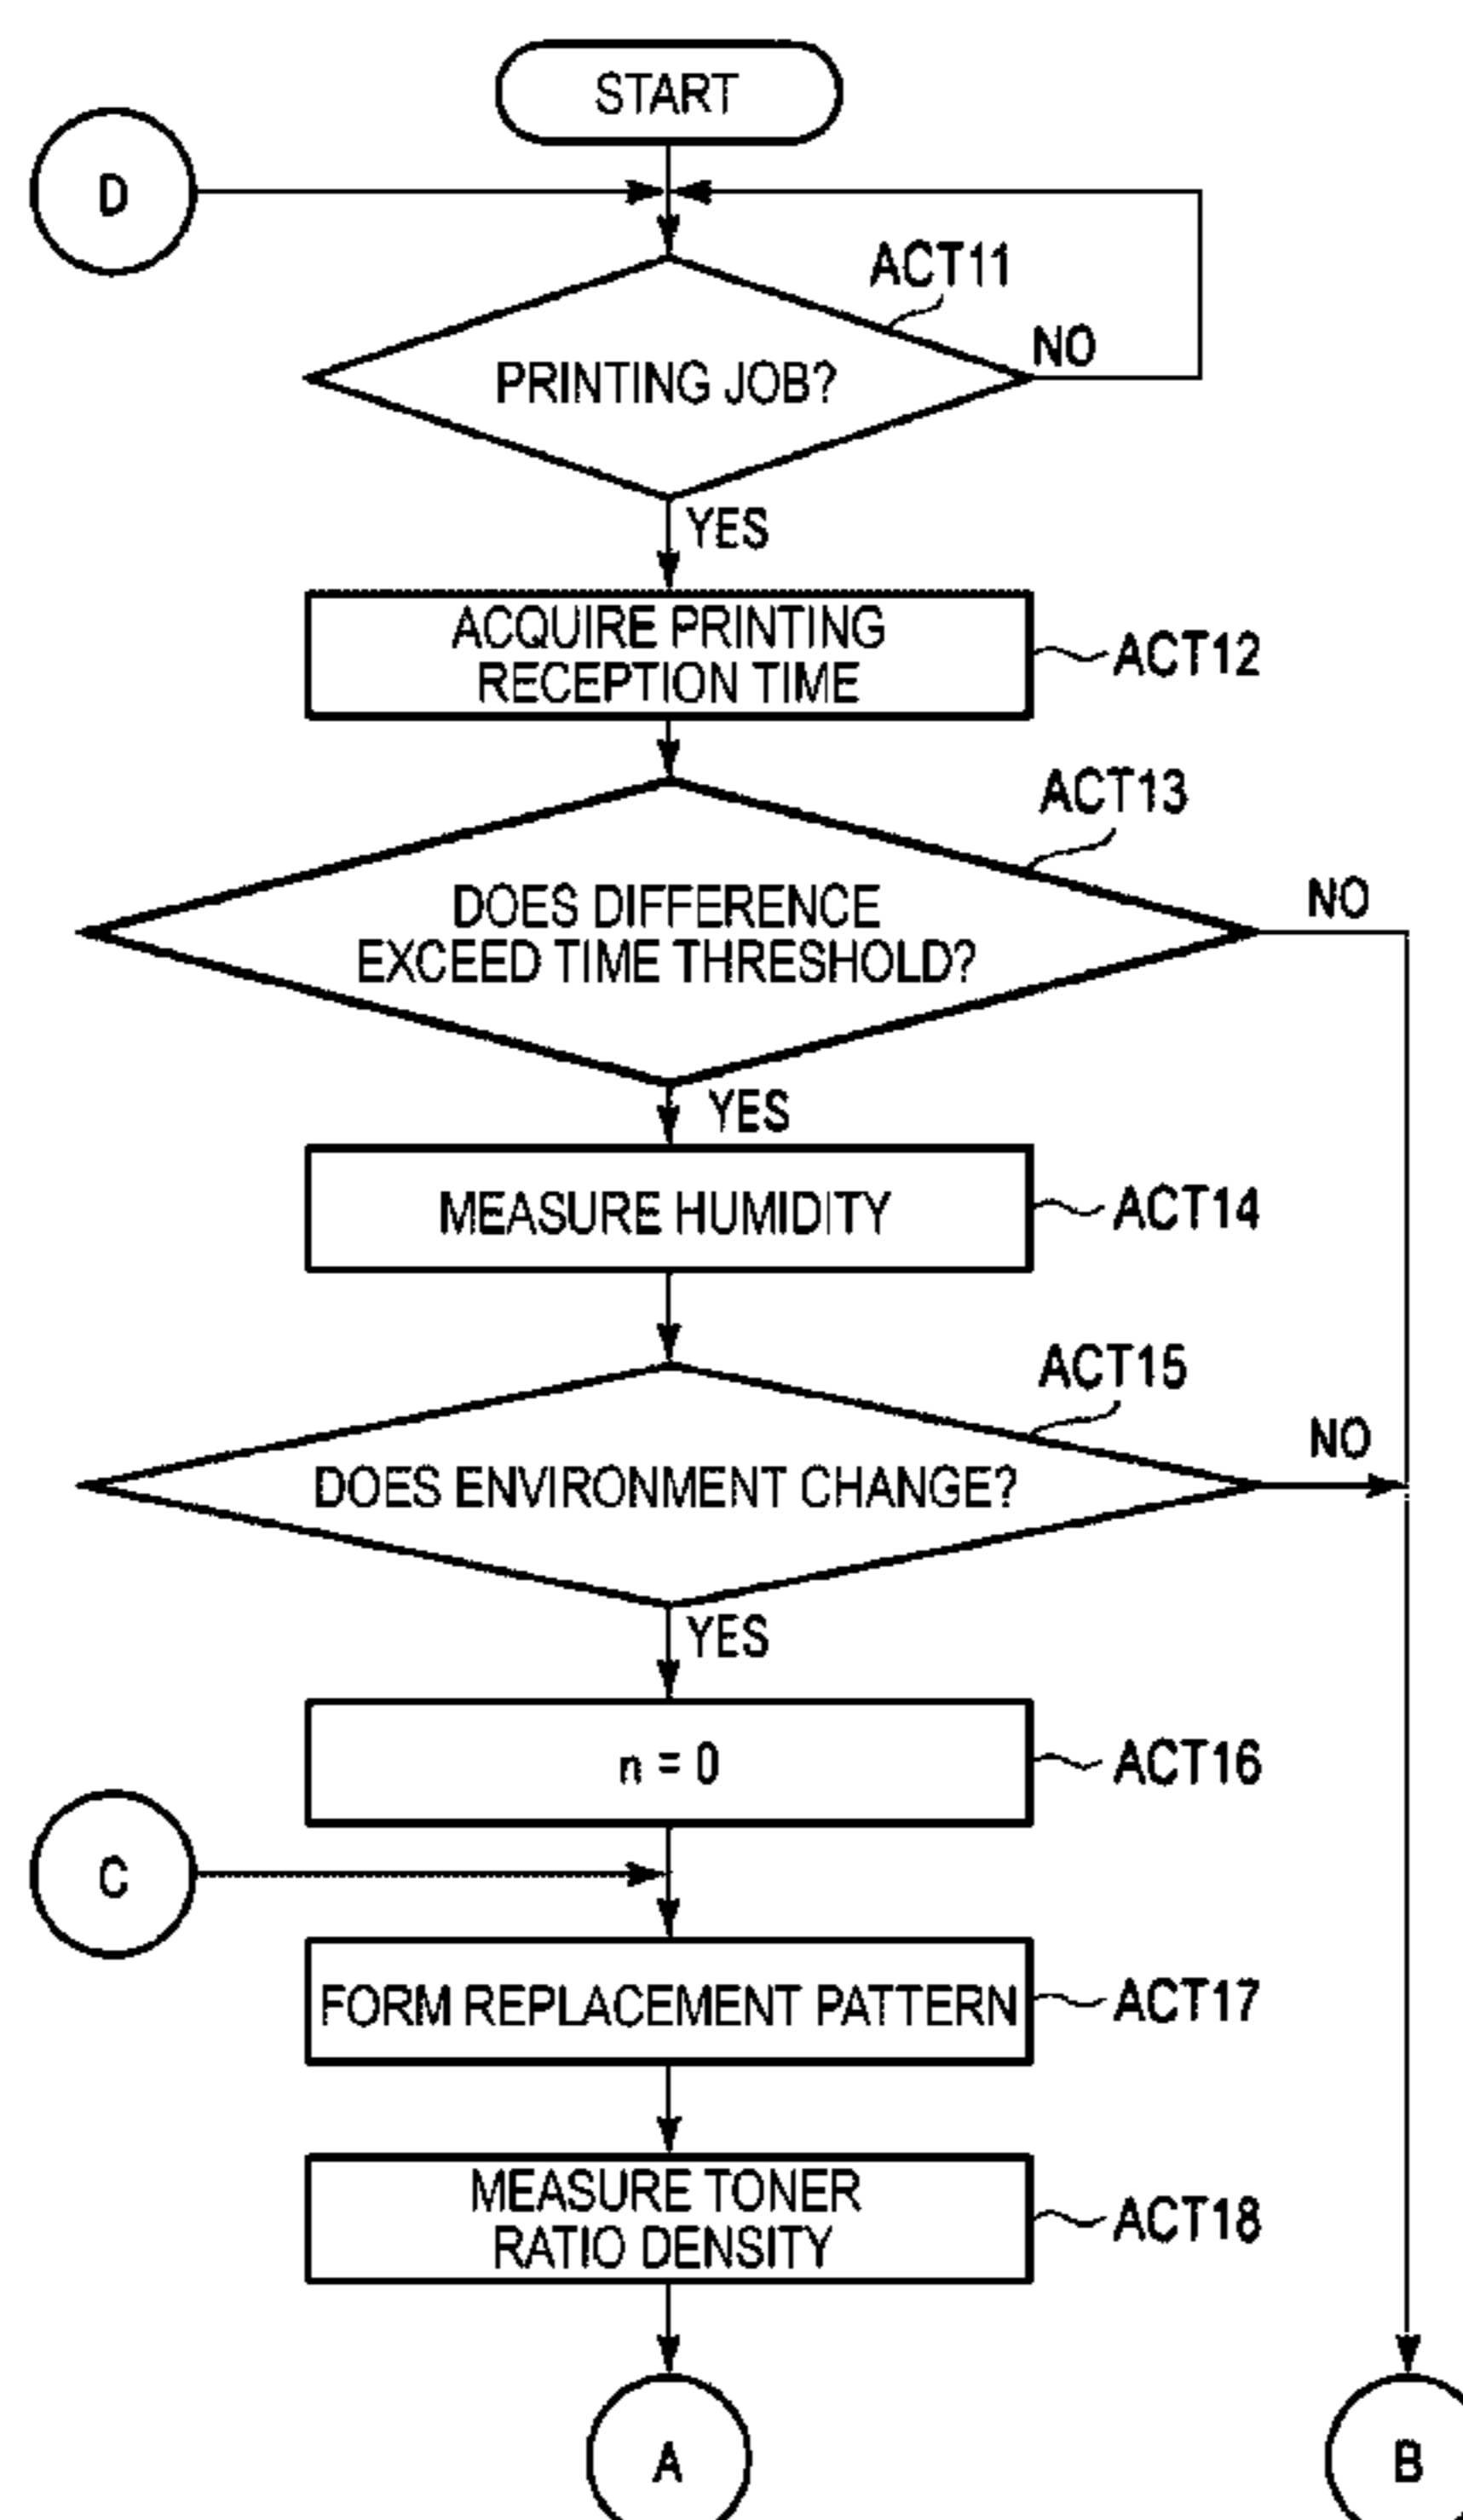 START
D
ACT11
PRINTING JOB?
NO
YES
ACQUIRE PRINTING
RECEPTION TIME
ACT12
ACT13
DOES DIFFERENCE
EXCEED TIME THRESHOLD?
NO
YES
MEASURE HUMIDITY
ACT14
ACT15
DOES ENVIRONMENT CHANGE?
NO
YES
n = 0
ACT16
C
FORM REPLACEMENT PATTERN
ACT17
MEASURE TONER
RATIO DENSITY
ACT18
A
B